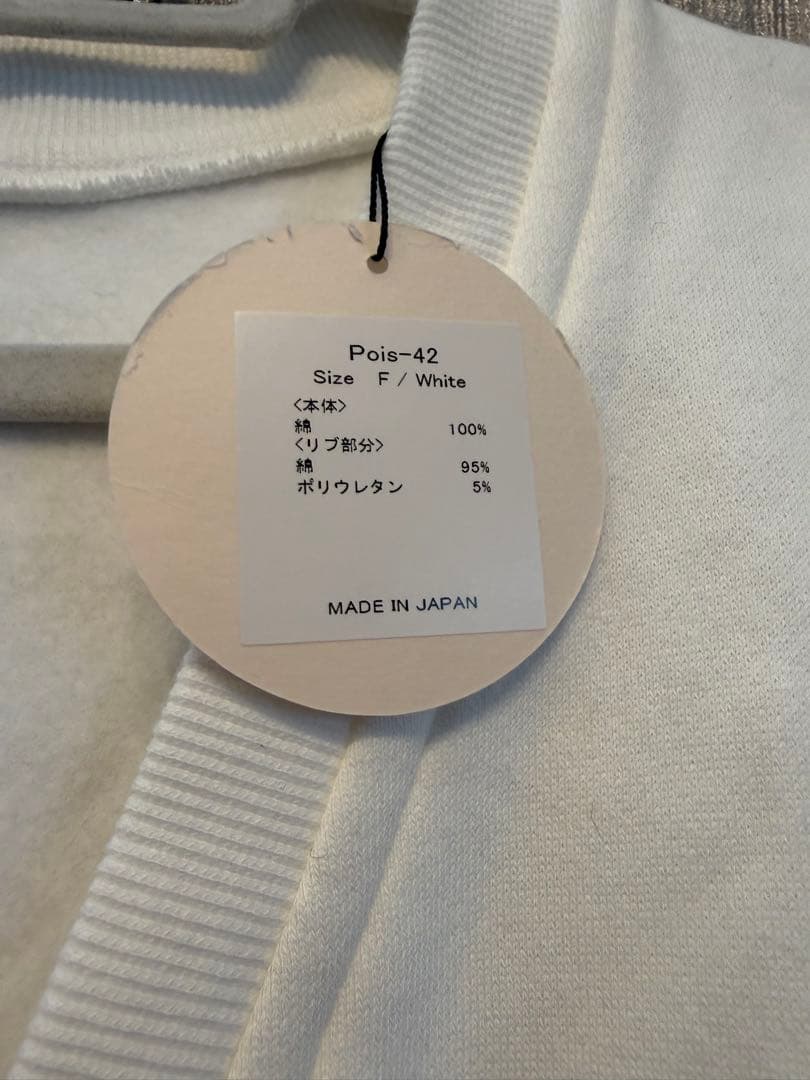 Pois-42
Size F / White
<本体>
綿 100%
<リブ部分>
綿 95%
ポリウレタン 5%
MADE IN JAPAN